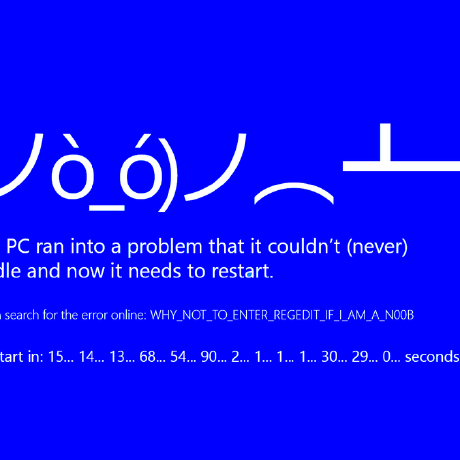 ノò_ó)ノ︵┻
PC ran into a problem that it couldn't (never)
dle and now it needs to restart.
search for the error online: WHY_NOT_TO_ENTER_REGEDIT_IF_I_AM_A_N00B
tart in: 15... 14... 13... 68... 54... 90... 2... 1... 1... 1... 30... 29... 0... seconds